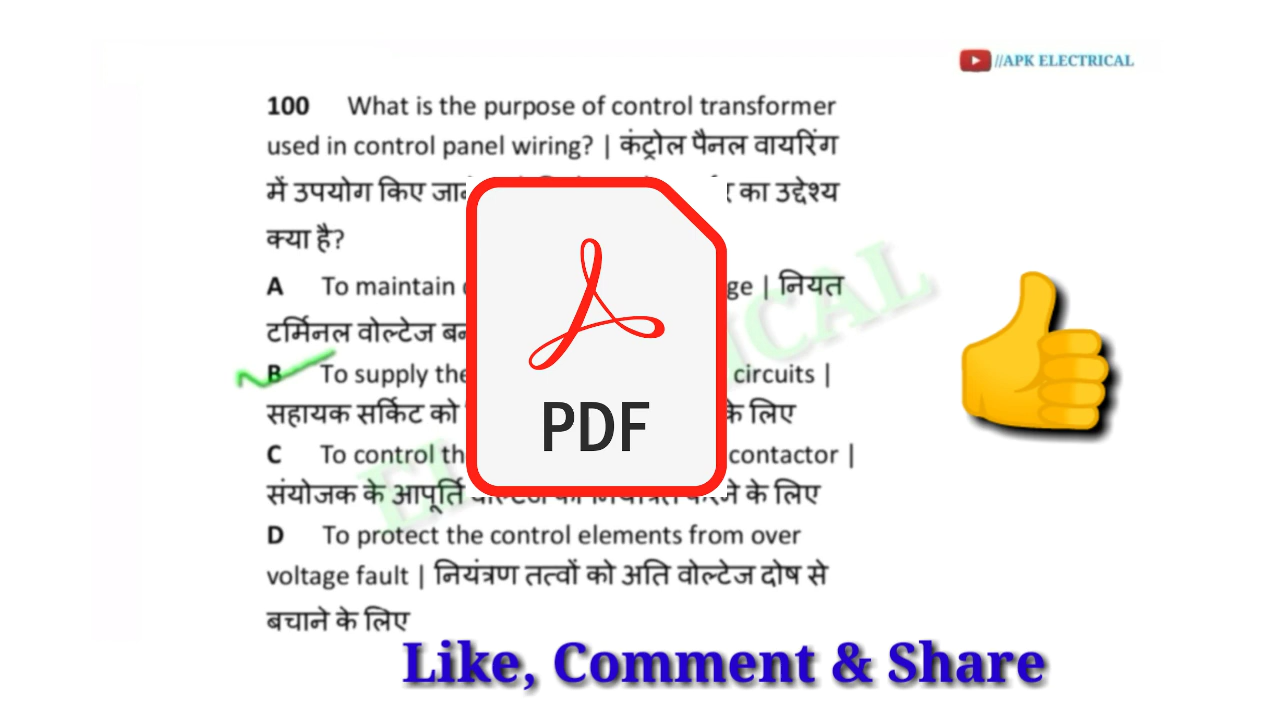 //APK ELECTRICAL
100 What is the purpose of control transformer
used in control panel wiring? | कंट्रोल पैनल वायरिंग
में उपयोग किए का उद्देश्य
क्या है?
A To maintain | नियत
टर्मिनल वोल्टेज
B To supply the circuits |
सहायक सर्किट को के लिए
C To control contactor |
संयोजक के आपूर्ति के लिए
D To protect the control elements from over
voltage fault | नियंत्रण तत्वों को अति वोल्टेज दोष से
बचाने के लिए
PDF
Like, Comment & Share